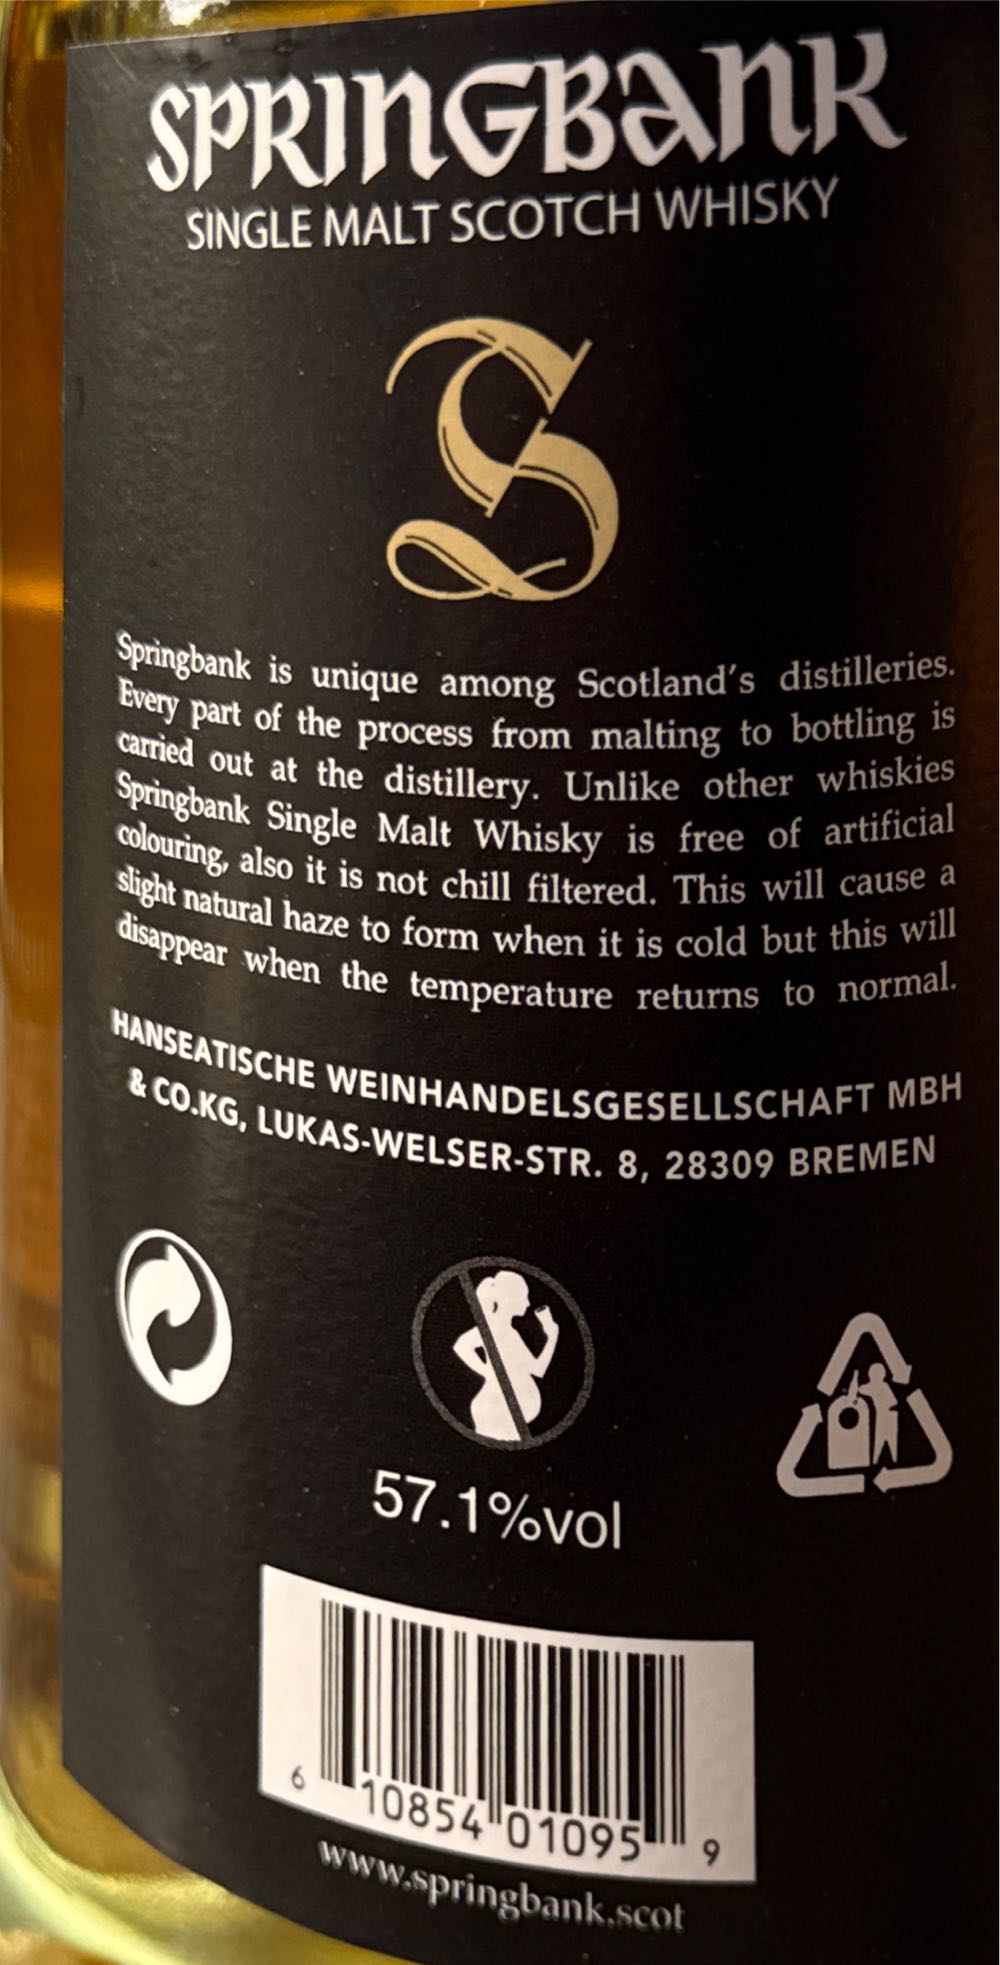 SPRINGBANK
SINGLE MALT SCOTCH WHISKY
S
Springbank is unique among Scotland's distilleries.
Every part of the process from malting to bottling is
carried out at the distillery. Unlike other whiskies
Springbank Single Malt Whisky is free of artificial
colouring, also it is not chill filtered. This will cause a
slight natural haze to form when it is cold but this will
disappear when the temperature returns to normal.
HANSEATISCHE WEINHANDELSGESELLSCHAFT MBH
& CO.KG, LUKAS-WELSER-STR. 8, 28309 BREMEN
57.1%vol
6 10854 01095 9
www.springbank.scot